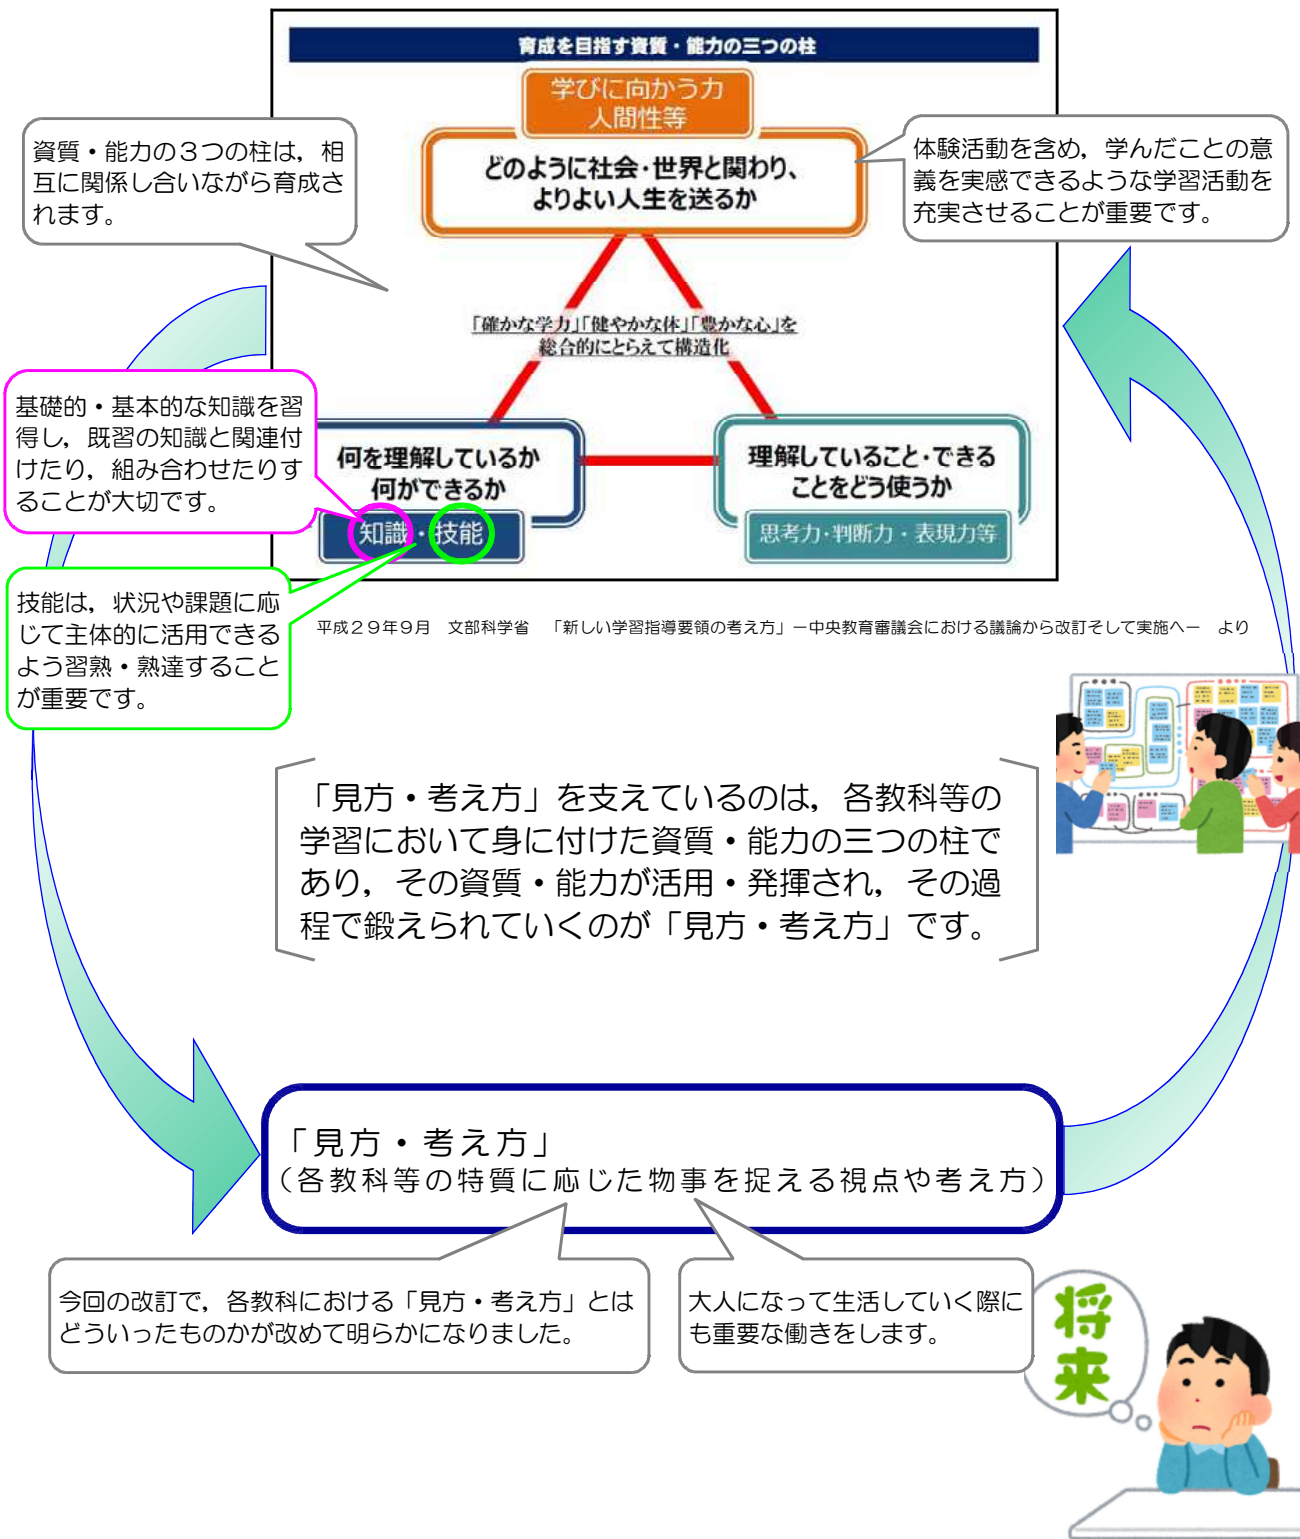 育成を目指す資質・能力の三つの柱
学びに向かう力
人間性等
どのように社会・世界と関わり、
よりよい人生を送るか
資質・能力の３つの柱は，相
互に関係し合いながら育成さ
れます。
体験活動を含め，学んだことの意
義を実感できるような学習活動を
充実させることが重要です。
「確かな学力」「健やかな体」「豊かな心」を
総合的にとらえて構造化
基礎的・基本的な知識を習
得し，既習の知識と関連付
けたり，組み合わせたりす
ることが大切です。
何を理解しているか
何ができるか
知識・技能
理解していること・できる
ことをどう使うか
思考力・判断力・表現力等
技能は，状況や課題に応
じて主体的に活用できる
よう習熟・熟達すること
が重要です。
平成２９年９月　文部科学省　「新しい学習指導要領の考え方」－中央教育審議会における議論から改訂そして実施へ－　より
「見方・考え方」を支えているのは，各教科等の
学習において身に付けた資質・能力の三つの柱で
あり，その資質・能力が活用・発揮され，その過
程で鍛えられていくのが「見方・考え方」です。
「見方・考え方」
（各教科等の特質に応じた物事を捉える視点や考え方）
今回の改訂で，各教科における「見方・考え方」とは
どういったものかが改めて明らかになりました。
大人になって生活していく際に
も重要な働きをします。
将
来